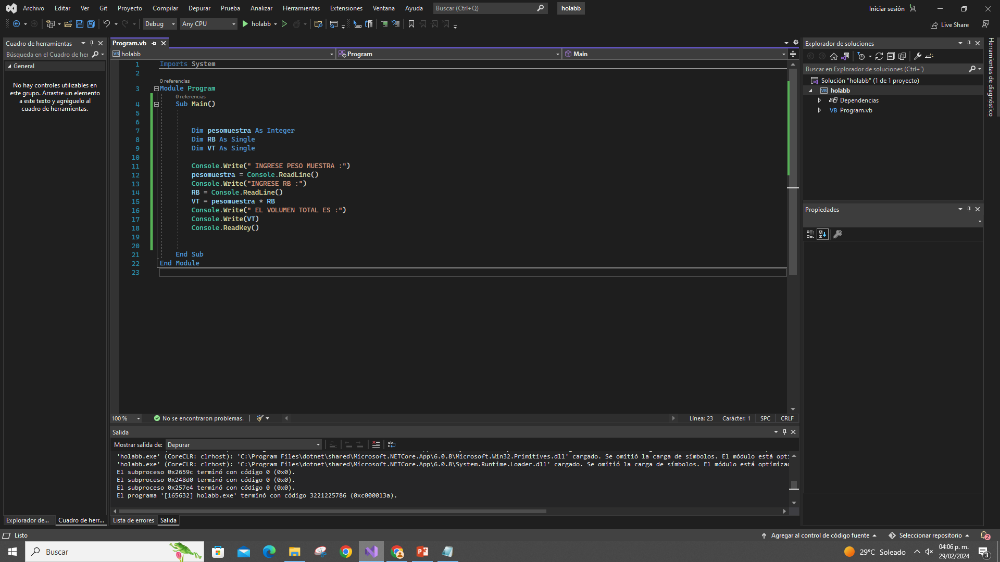 Archivo Editar Ver Git Proyecto Compilar Depurar Prueba Analizar Herramientas Extensiones Ventana Ayuda Buscar (Ctrl+Q) holabb Iniciar sesión
Debug Any CPU holabb Live Share
Cuadro de herramientas
Búsqueda en el Cuadro de her
General
No hay controles utilizables en
este grupo. Arrastre un elemento
a este texto y agréguelo al
cuadro de herramientas.
Program.vb
holabb Program Main
1 Imports System
2
0 referencias
3 Module Program
0 referencias
4 Sub Main()
5
6
7 Dim pesomuestra As Integer
8 Dim RB As Single
9 Dim VT As Single
10
11 Console.Write(" INGRESE PESO MUESTRA :")
12 pesomuestra = Console.ReadLine()
13 Console.Write("INGRESE RB :")
14 RB = Console.ReadLine()
15 VT = pesomuestra * RB
16 Console.Write(" EL VOLUMEN TOTAL ES :")
17 Console.Write(VT)
18 Console.ReadKey()
19
20
21 End Sub
22 End Module
23
100 % No se encontraron problemas. Línea: 23 Carácter: 1 SPC CRLF
Salida
Mostrar salida de: Depurar
'holabb.exe' (CoreCLR: clrhost): 'C:\Program Files\dotnet\shared\Microsoft.NETCore.App\6.0.8\Microsoft.Win32.Primitives.dll' cargado. Se omitió la carga de símbolos. El módulo está opti
'holabb.exe' (CoreCLR: clrhost): 'C:\Program Files\dotnet\shared\Microsoft.NETCore.App\6.0.8\System.Runtime.Loader.dll' cargado. Se omitió la carga de símbolos. El módulo está optimizad
El subproceso 0x2659c terminó con código 0 (0x0).
El subproceso 0x248d0 terminó con código 0 (0x0).
El subproceso 0x257e4 terminó con código 0 (0x0).
El programa '[165632] holabb.exe' terminó con código 3221225786 (0xc000013a).
Explorador de... Cuadro de herr... Lista de errores Salida
Explorador de soluciones
Buscar en Explorador de soluciones (Ctrl+´)
Solución "holabb" (1 de 1 proyecto)
VB holabb
Dependencias
VB Program.vb
Propiedades
Herramientas de diagnóstico
Listo Agregar al control de código fuente Seleccionar repositorio 2
Buscar 29°C Soleado 04:06 p. m.
29/02/2024 3